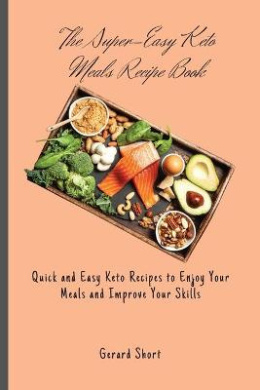 The Super-Easy Keto
Meals Recipe Book
Quick and Easy Keto Recipes to Enjoy Your
Meals and Improve Your Skills
Gerard Short